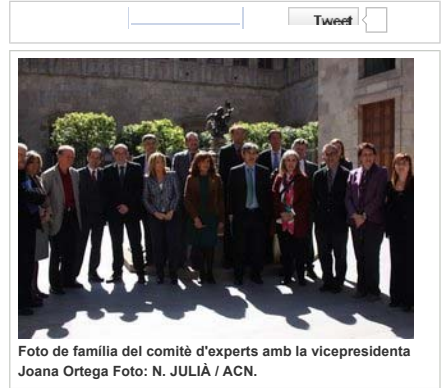 Tweet
Foto de família del comitè d'experts amb la vicepresidenta
Joana Ortega Foto: N. JULIÀ / ACN.